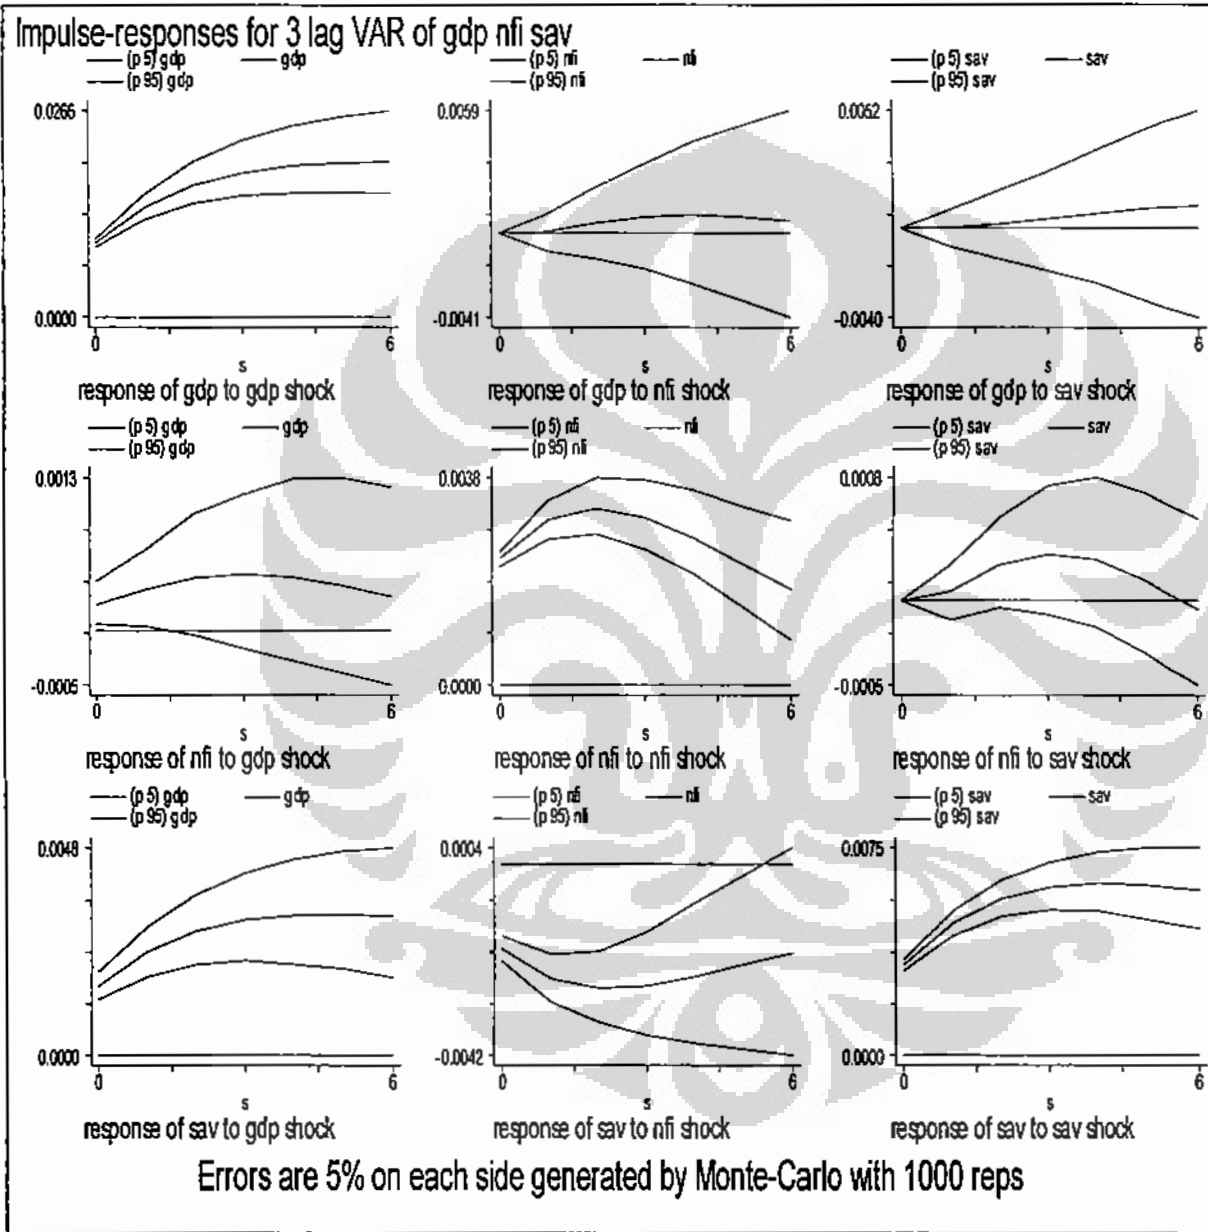 Impulse-responses for 3 lag VAR of gdp nfi sav
(p 5) gdp gdp
(p 95) gdp
0.0266
0.0000
0 6
s
response of gdp to gdp shock
(p 5) nfi nfi
(p 95) nfi
0.0059
-0.0041
0 6
s
response of gdp to nfi shock
(p 5) sav sav
(p 95) sav
0.0052
-0.0040
0 6
s
response of gdp to sav shock
(p 5) gdp gdp
(p 95) gdp
0.0013
-0.0005
0 6
s
response of nfi to gdp shock
(p 5) nfi nfi
(p 95) nfi
0.0038
0.0000
0 6
s
response of nfi to nfi shock
(p 5) sav sav
(p 95) sav
0.0008
-0.0005
0 6
s
response of nfi to sav shock
(p 5) gdp gdp
(p 95) gdp
0.0048
0.0000
0 6
s
response of sav to gdp shock
(p 5) nfi nfi
(p 95) nfi
0.0004
-0.0042
0 6
s
response of sav to nfi shock
(p 5) sav sav
(p 95) sav
0.0075
0.0000
0 6
s
response of sav to sav shock
Errors are 5% on each side generated by Monte-Carlo with 1000 reps